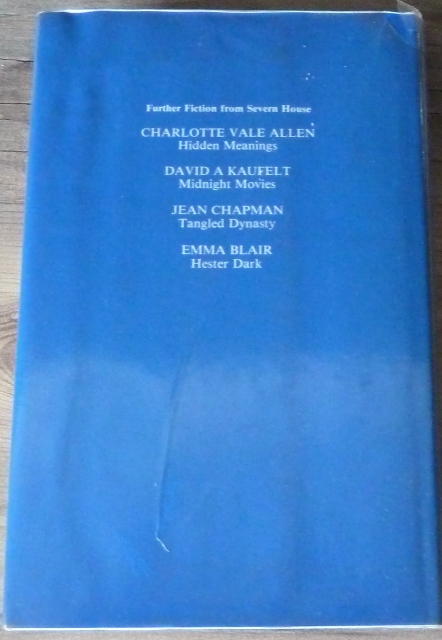 Further Fiction from Severn House
CHARLOTTE VALE ALLEN
Hidden Meanings
DAVID A KAUFELT
Midnight Movies
JEAN CHAPMAN
Tangled Dynasty
EMMA BLAIR
Hester Dark